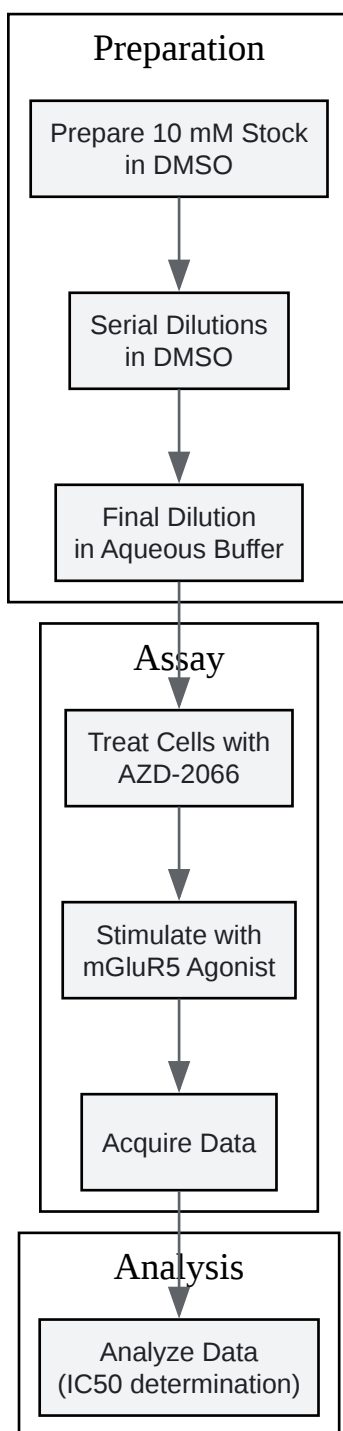 Preparation
Prepare 10 mM Stock
in DMSO
Serial Dilutions
in DMSO
Final Dilution
in Aqueous Buffer
Assay
Treat Cells with
AZD-2066
Stimulate with
mGluR5 Agonist
Acquire Data
Analysis
Analyze Data
(IC50 determination)